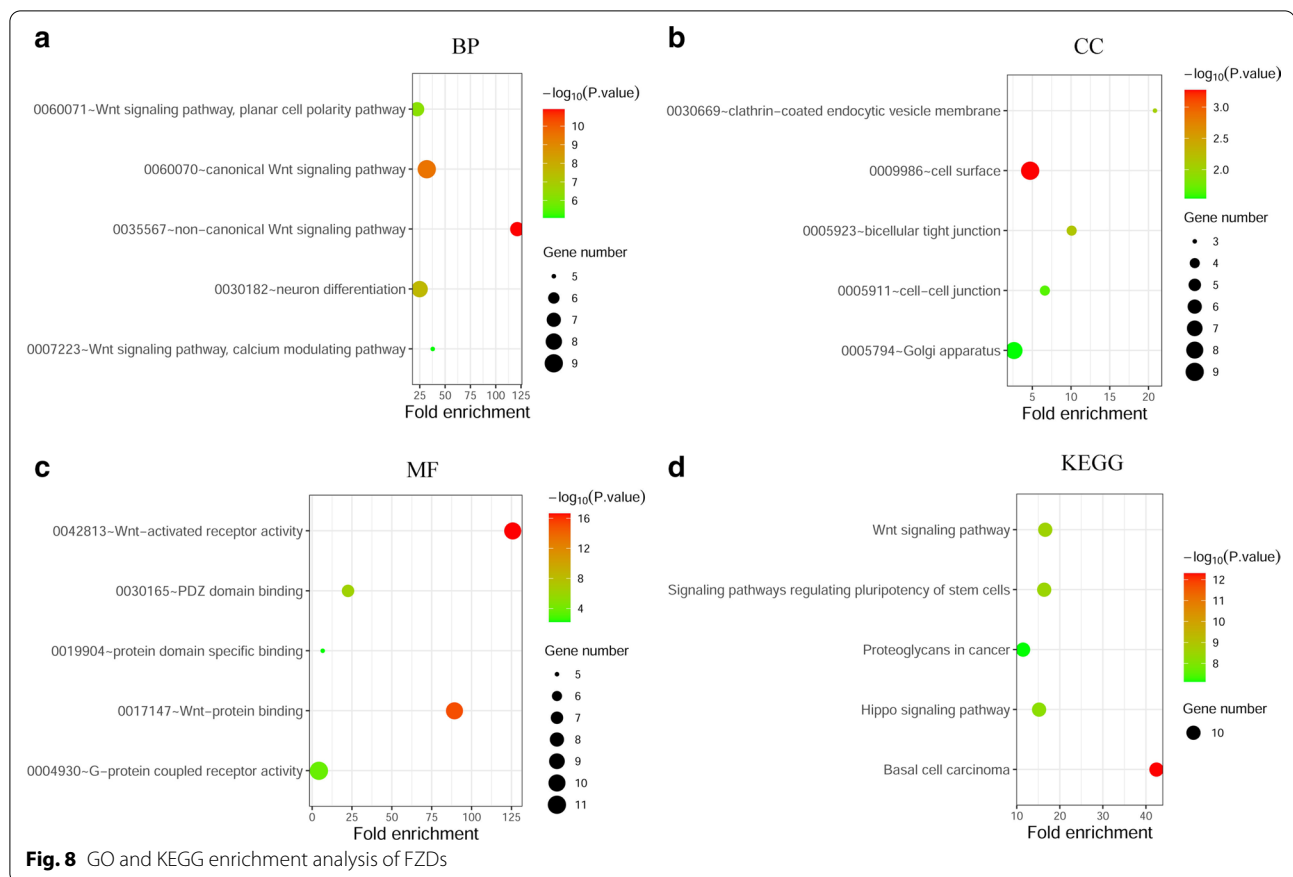 a
BP
0060071~Wnt signaling pathway, planar cell polarity pathway
0060070~canonical Wnt signaling pathway
0035567~non−canonical Wnt signaling pathway
0030182~neuron differentiation
0007223~Wnt signaling pathway, calcium modulating pathway
25 50 75 100 125
Fold enrichment
−log10(P.value)
10
9
8
7
6
Gene number
5
6
7
8
9
b
CC
0030669~clathrin−coated endocytic vesicle membrane
0009986~cell surface
0005923~bicellular tight junction
0005911~cell−cell junction
0005794~Golgi apparatus
5 10 15 20
Fold enrichment
−log10(P.value)
3.0
2.5
2.0
Gene number
3
4
5
6
7
8
9
c
MF
0042813~Wnt−activated receptor activity
0030165~PDZ domain binding
0019904~protein domain specific binding
0017147~Wnt−protein binding
0004930~G−protein coupled receptor activity
0 25 50 75 100 125
Fold enrichment
−log10(P.value)
16
12
8
4
Gene number
5
6
7
8
9
10
11
d
KEGG
Wnt signaling pathway
Signaling pathways regulating pluripotency of stem cells
Proteoglycans in cancer
Hippo signaling pathway
Basal cell carcinoma
10 20 30 40
Fold enrichment
−log10(P.value)
12
11
10
9
8
Gene number
10
Fig. 8 GO and KEGG enrichment analysis of FZDs